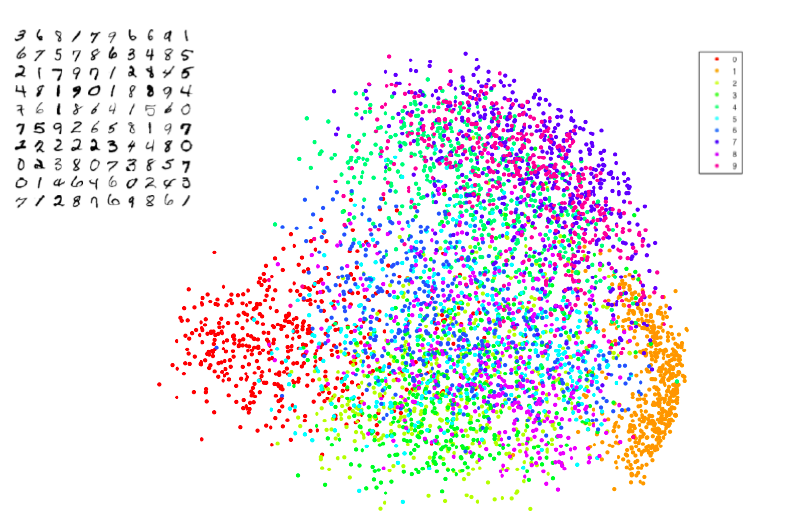 3 6 8 1 7 9 6 6 9 1
6 7 5 7 8 6 3 4 8 5
2 1 7 9 7 1 2 8 4 5
4 8 1 9 0 1 8 8 9 4
7 6 1 8 6 4 1 5 6 0
7 5 9 2 6 5 8 1 9 7
2 2 2 2 2 3 4 4 8 0
0 2 3 8 0 7 3 8 5 7
0 1 4 6 4 6 0 2 4 3
7 1 2 8 7 6 9 8 6 1
0
1
2
3
4
5
6
7
8
9